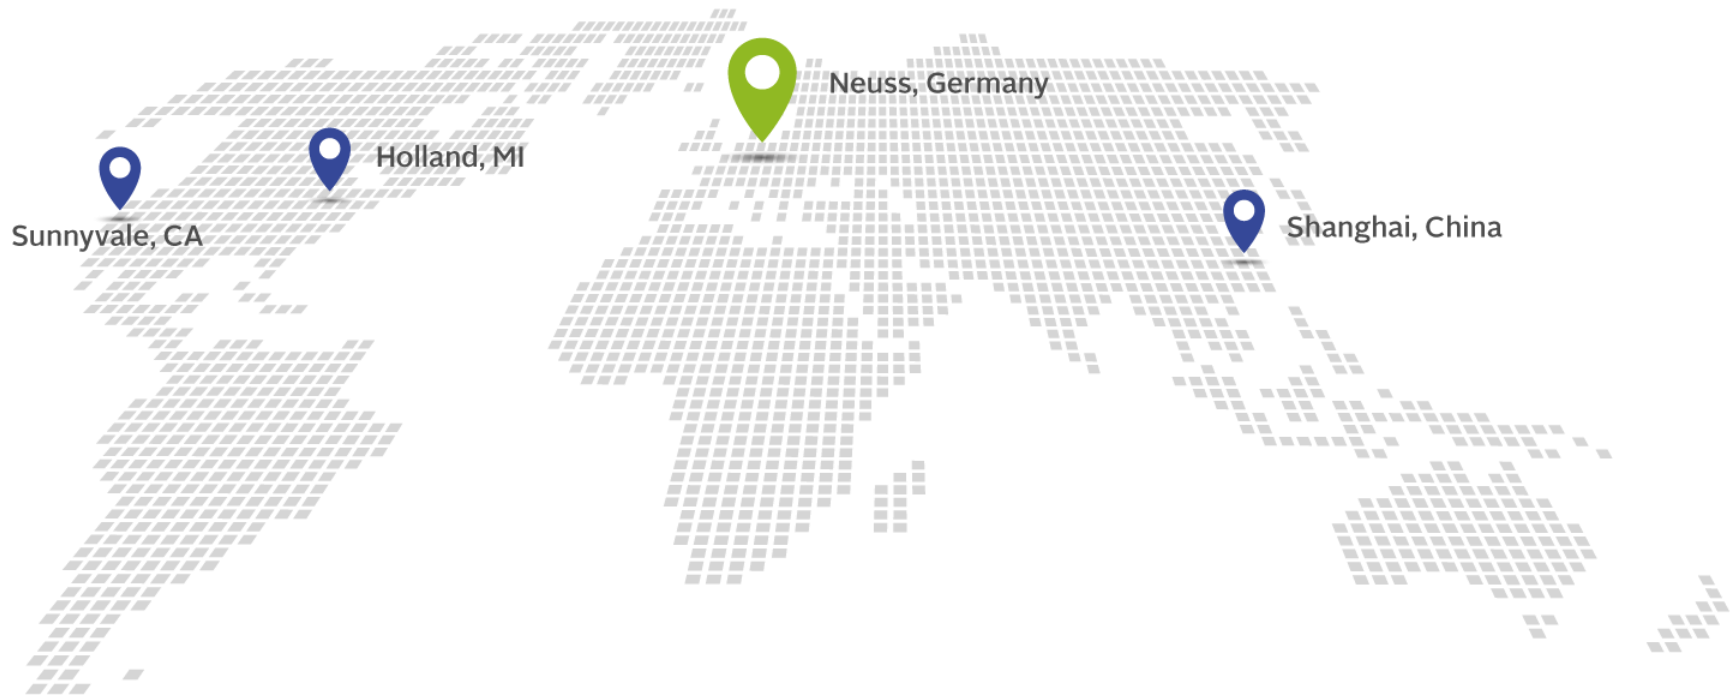 Neuss, Germany
Holland, MI
Sunnyvale, CA
Shanghai, China